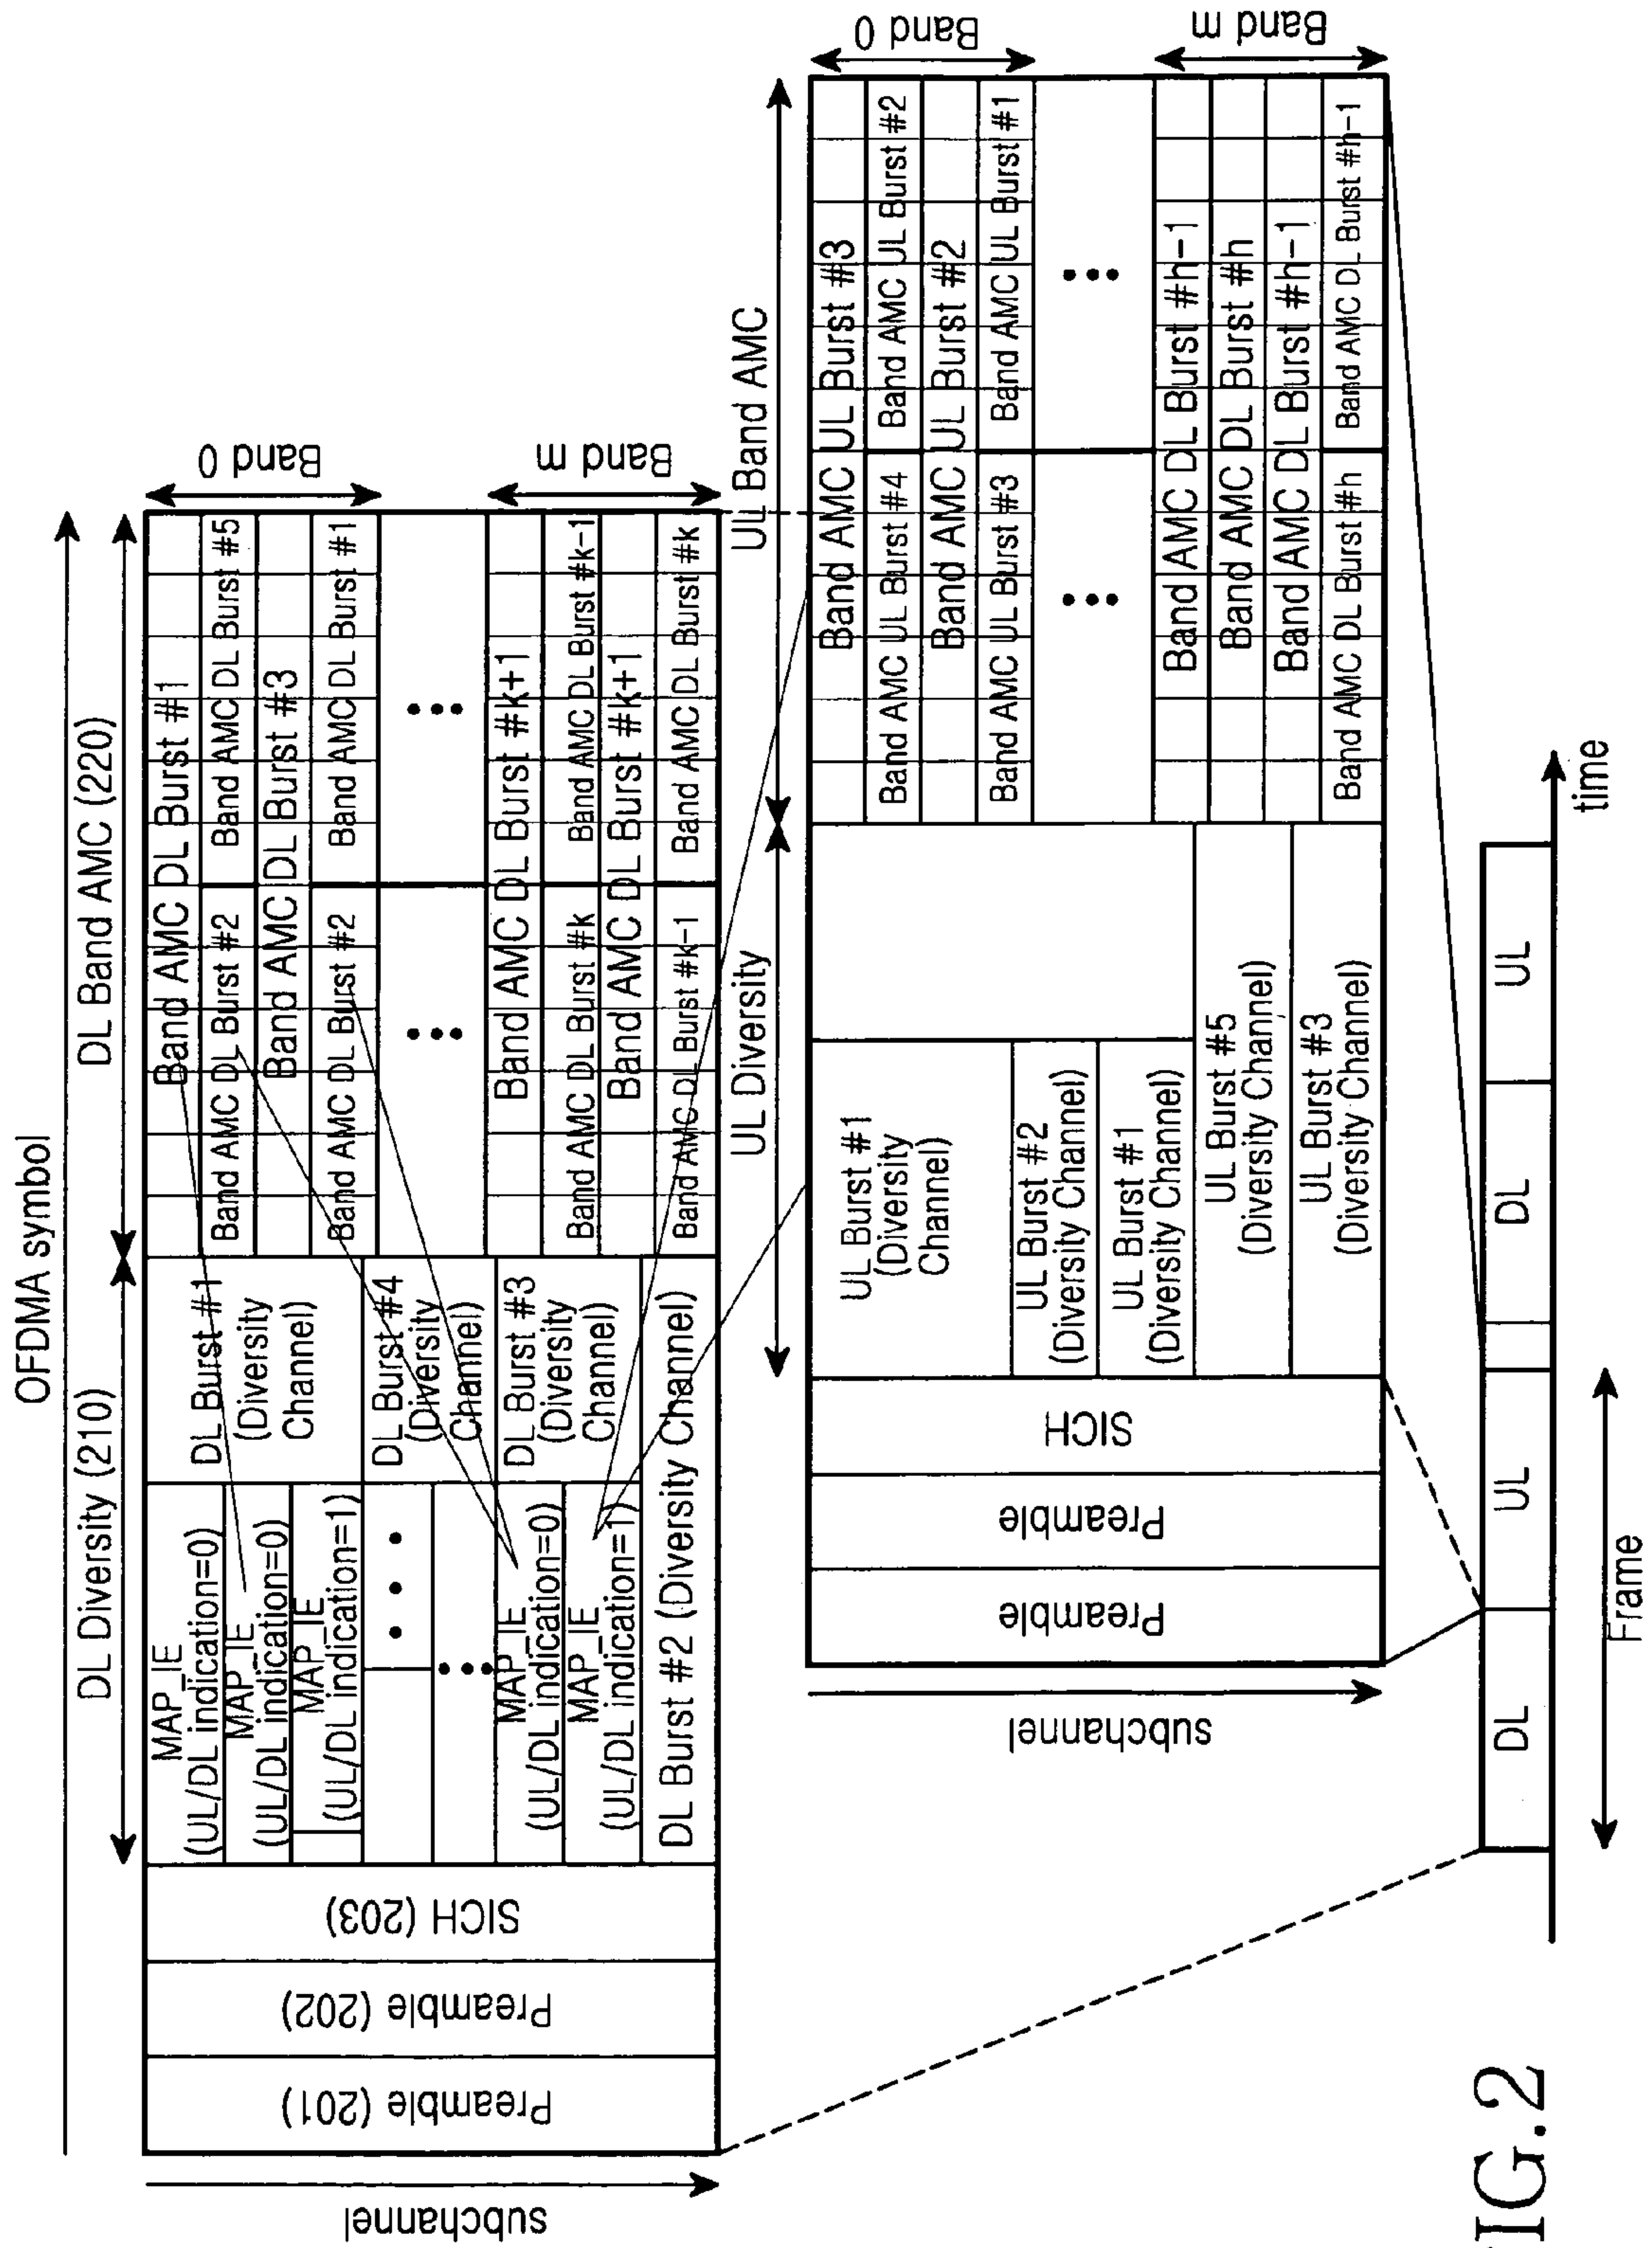 OFDMA symbol
DL Diversity (210)
DL Band AMC (220)
subchannel
Preamble (201)
Preamble (202)
SICH (203)
MAP_IE
(UL/DL indication=0)
MAP_IE
(UL/DL indication=0)
MAP_IE
(UL/DL indication=1)
MAP_IE
(UL/DL indication=0)
MAP_IE
(UL/DL indication=1)
DL Burst #2 (Diversity Channel)
DL Burst #1
(Diversity
Channel)
DL Burst #4
(Diversity
Channel)
DL Burst #3
(Diversity
Channel)
Band AMC DL Burst #1
Band AMC DL Burst #2
Band AMC DL Burst #5
Band AMC DL Burst #3
Band AMC DL Burst #2
Band AMC DL Burst #1
Band AMC DL Burst #k+1
Band AMC DL Burst #k
Band AMC DL Burst #k-1
Band AMC DL Burst #k+1
Band AMC DL Burst #k-1
Band AMC DL Burst #k
Band 0
Band m
UL Diversity
UL Band AMC
subchannel
Preamble
Preamble
SICH
UL Burst #1
(Diversity
Channel)
UL Burst #2
(Diversity Channel)
UL Burst #1
(Diversity Channel)
UL Burst #5
(Diversity Channel)
UL Burst #3
(Diversity Channel)
Band AMC UL Burst #3
Band AMC UL Burst #4
Band AMC UL Burst #2
Band AMC UL Burst #2
Band AMC UL Burst #3
Band AMC UL Burst #1
Band AMC DL Burst #h-1
Band AMC DL Burst #h
Band AMC DL Burst #h-1
Band AMC DL Burst #h
Band AMC DL Burst #h-1
Band 0
Band m
DL
UL
DL
UL
time
Frame
IG.2